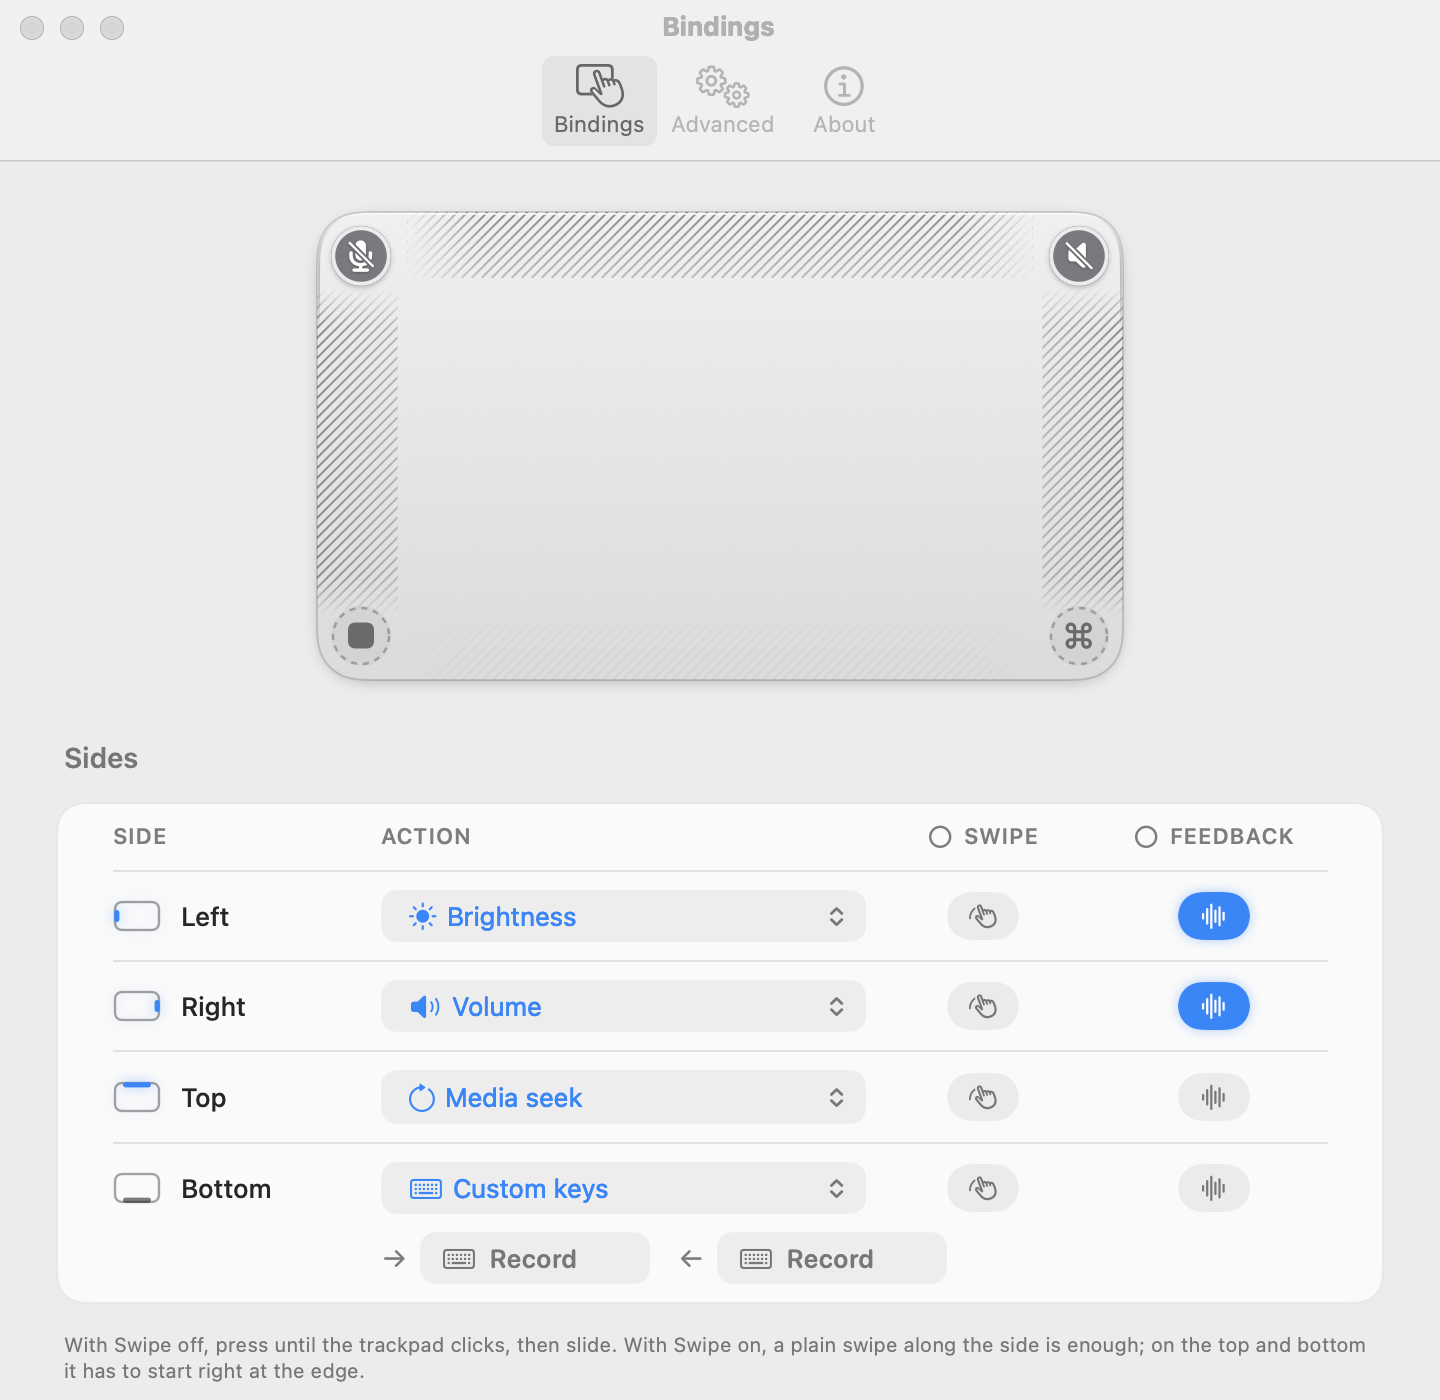 Bindings
Bindings
Advanced
About
Sides
SIDE
ACTION
SWIPE
FEEDBACK
Left
Brightness
Right
Volume
Top
Media seek
Bottom
Custom keys
→ Record
← Record
With Swipe off, press until the trackpad clicks, then slide. With Swipe on, a plain swipe along the side is enough; on the top and bottom
it has to start right at the edge.